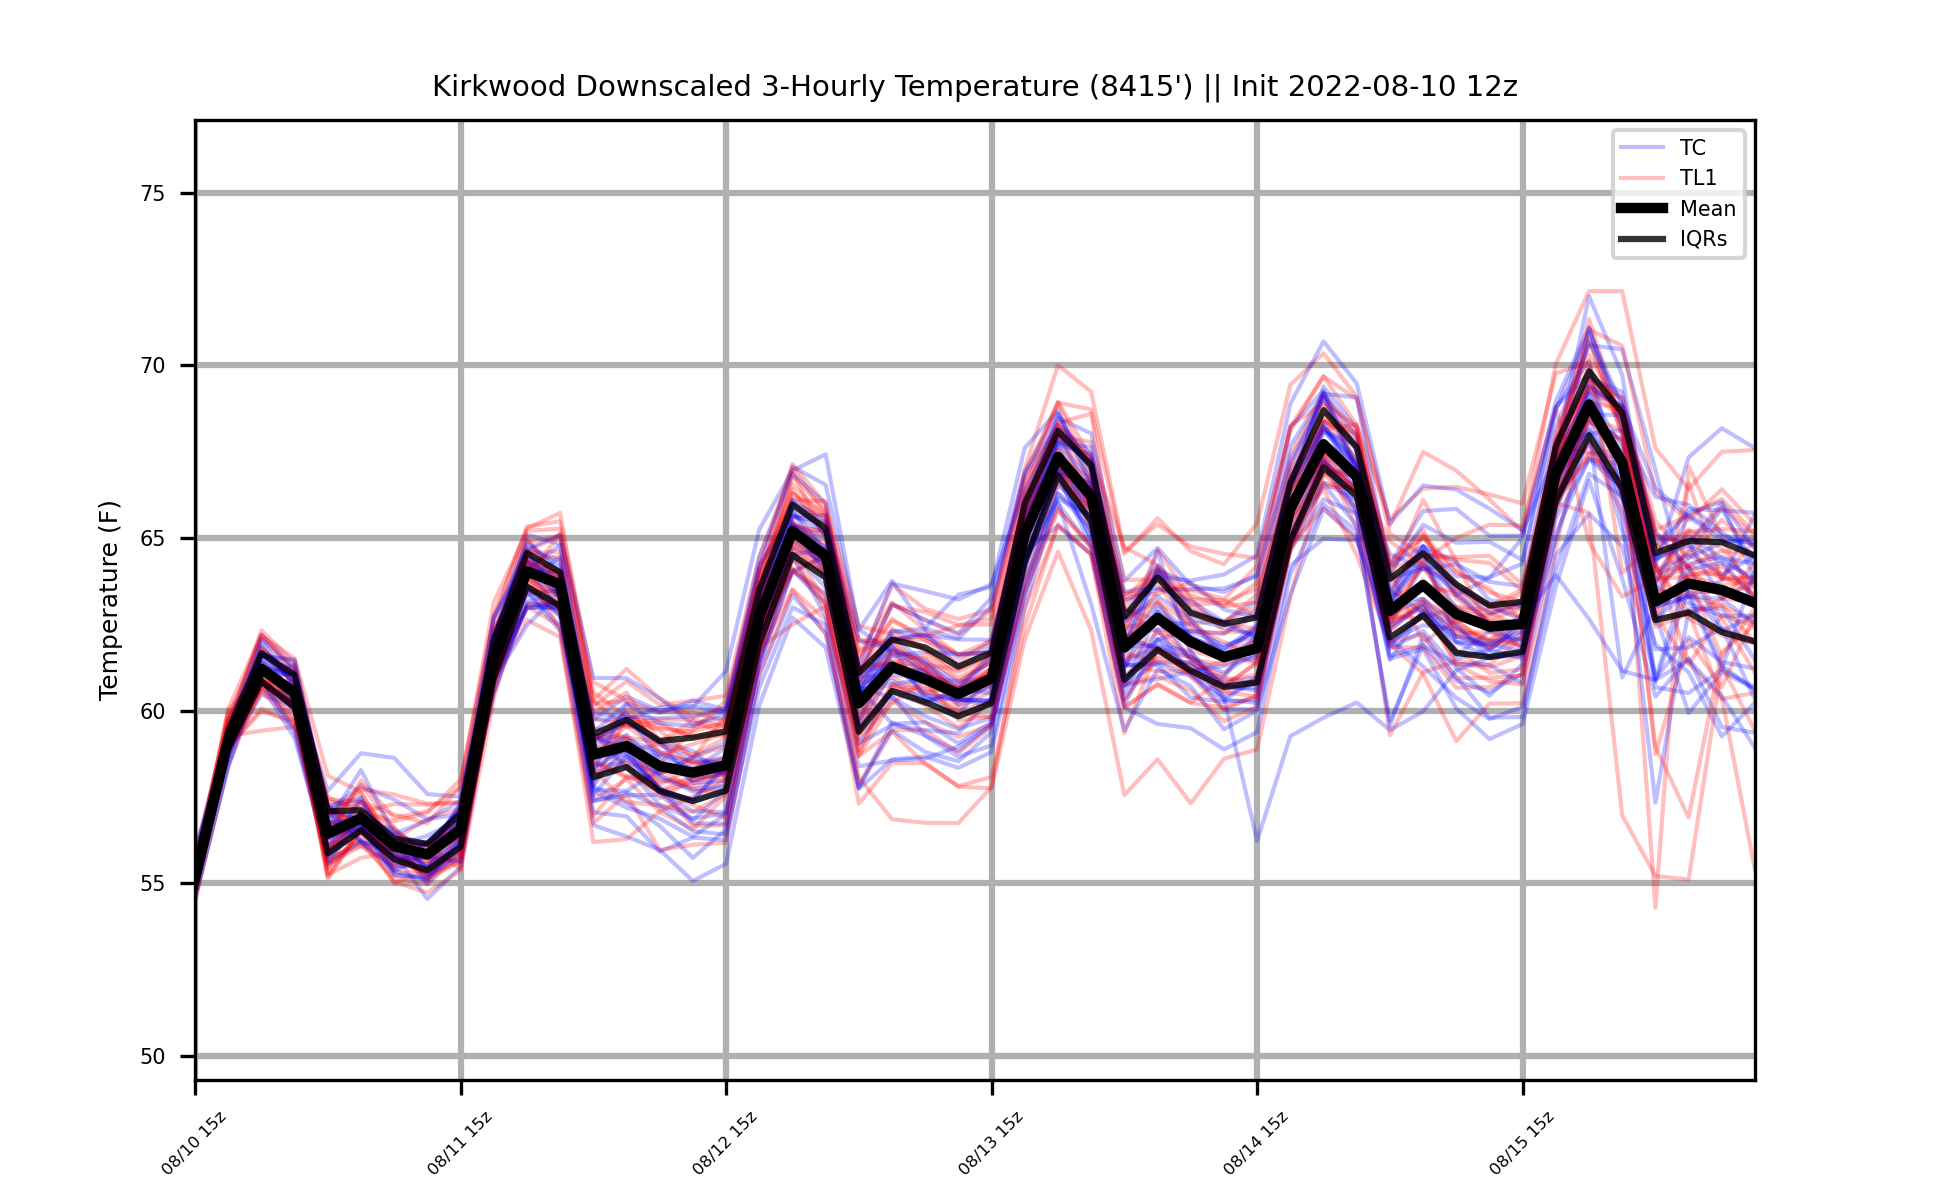 Kirkwood Downscaled 3-Hourly Temperature (8415') || Init 2022-08-10 12z
TC
TL1
Mean
IQRs
Temperature (F)
75
70
65
60
55
50
08/10 15z
08/11 15z
08/12 15z
08/13 15z
08/14 15z
08/15 15z